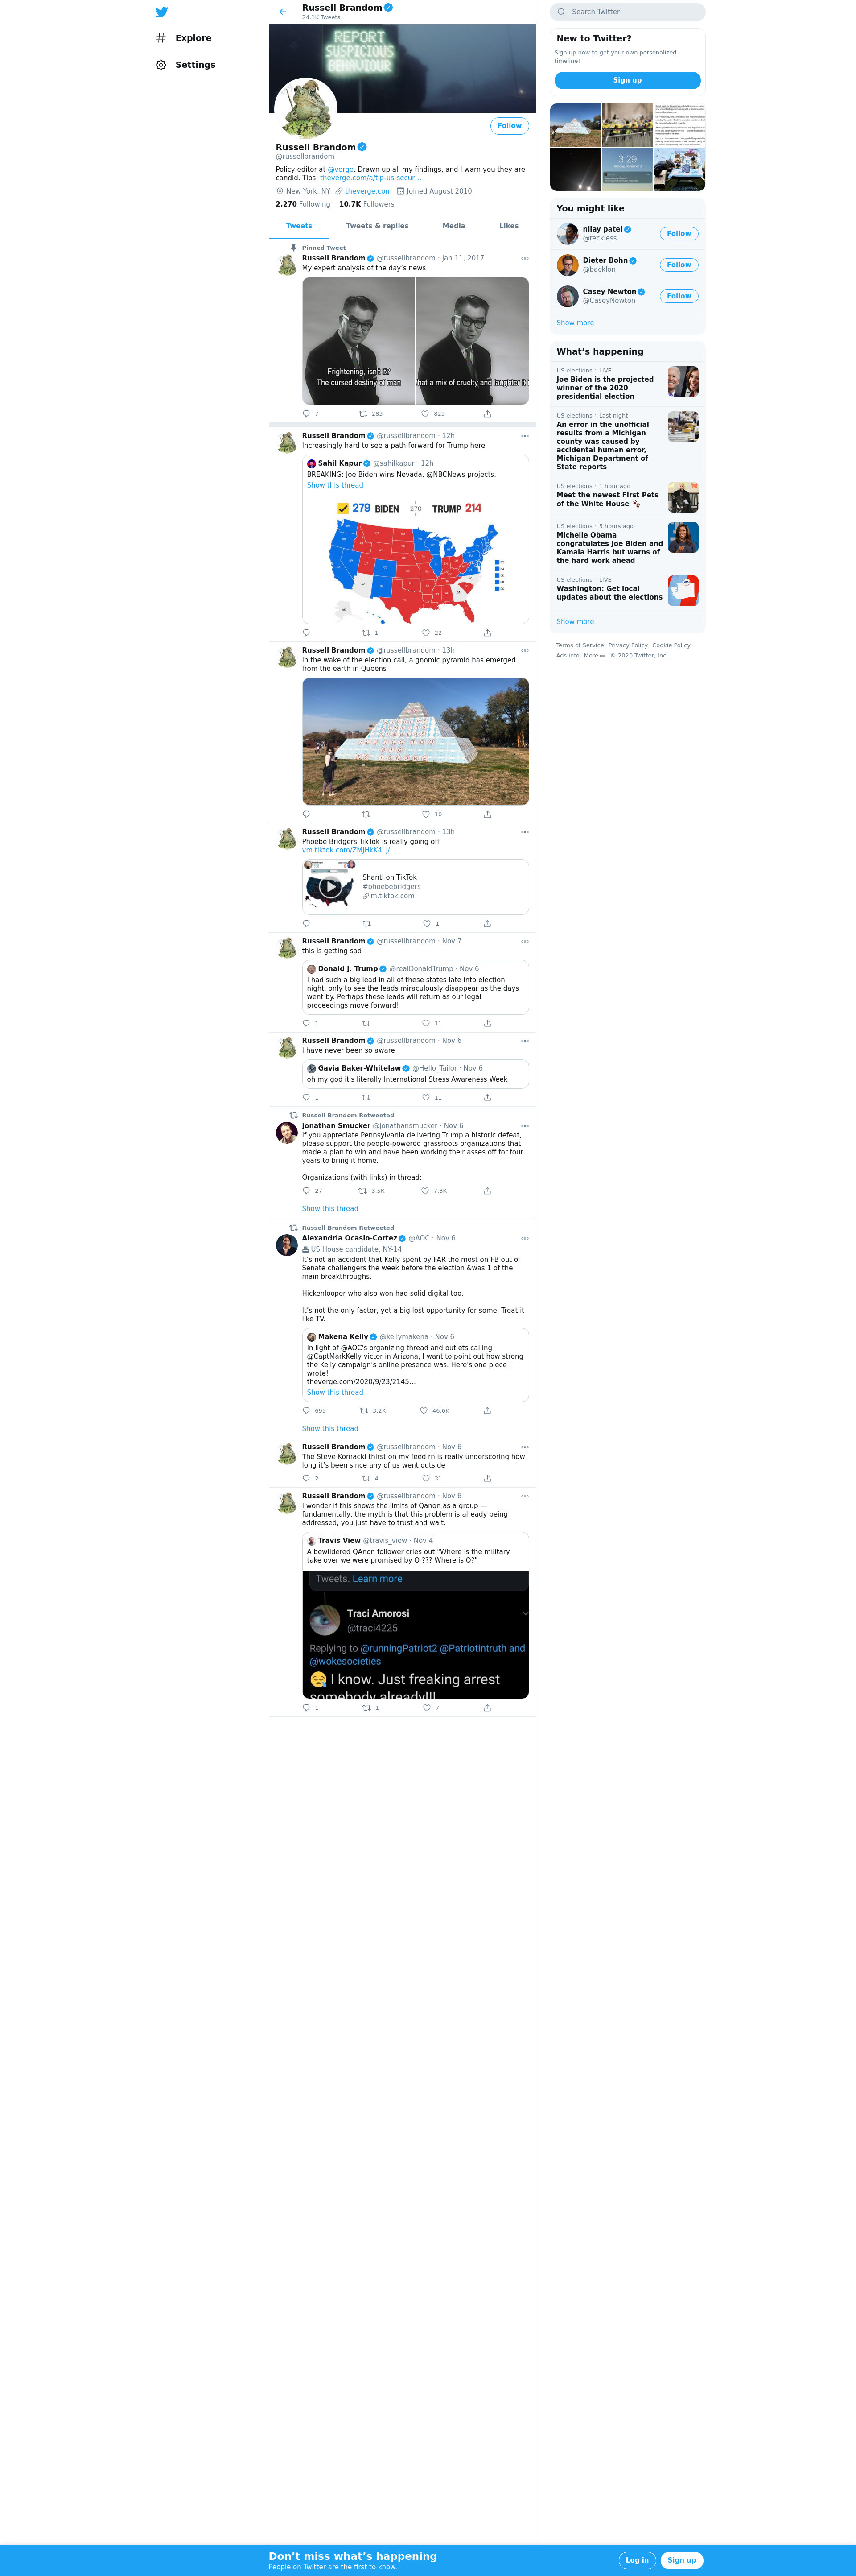 Explore
Settings
Russell Brandom
24.1K Tweets
REPORT
SUSPICIOUS
BEHAVIOUR
Follow
Russell Brandom
@russellbrandom
Policy editor at @verge. Drawn up all my findings, and I warn you they are
candid. Tips: theverge.com/a/tip-us-secur…
New York, NY theverge.com Joined August 2010
2,270 Following 10.7K Followers
Tweets Tweets & replies Media Likes
Pinned Tweet
Russell Brandom @russellbrandom · Jan 11, 2017
My expert analysis of the day’s news
Frightening, isn't it?
The cursed destiny of man
that a mix of cruelty and laughter it i
7 283 823
Russell Brandom @russellbrandom · 12h
Increasingly hard to see a path forward for Trump here
Sahil Kapur @sahilkapur · 12h
BREAKING: Joe Biden wins Nevada, @NBCNews projects.
Show this thread
279 BIDEN 270 TRUMP 214
1 22
Russell Brandom @russellbrandom · 13h
In the wake of the election call, a gnomic pyramid has emerged
from the earth in Queens
10
Russell Brandom @russellbrandom · 13h
Phoebe Bridgers TikTok is really going off
vm.tiktok.com/ZMJHkK4Lj/
Shanti on TikTok
#phoebebridgers
m.tiktok.com
1
Russell Brandom @russellbrandom · Nov 7
this is getting sad
Donald J. Trump @realDonaldTrump · Nov 6
I had such a big lead in all of these states late into election
night, only to see the leads miraculously disappear as the days
went by. Perhaps these leads will return as our legal
proceedings move forward!
1 11
Russell Brandom @russellbrandom · Nov 6
I have never been so aware
Gavia Baker-Whitelaw @Hello_Tailor · Nov 6
oh my god it's literally International Stress Awareness Week
1 11
Russell Brandom Retweeted
Jonathan Smucker @jonathansmucker · Nov 6
If you appreciate Pennsylvania delivering Trump a historic defeat,
please support the people-powered grassroots organizations that
made a plan to win and have been working their asses off for four
years to bring it home.
Organizations (with links) in thread:
27 3.5K 7.3K
Show this thread
Russell Brandom Retweeted
Alexandria Ocasio-Cortez @AOC · Nov 6
US House candidate, NY-14
It’s not an accident that Kelly spent by FAR the most on FB out of
Senate challengers the week before the election &was 1 of the
main breakthroughs.
Hickenlooper who also won had solid digital too.
It’s not the only factor, yet a big lost opportunity for some. Treat it
like TV.
Makena Kelly @kellymakena · Nov 6
In light of @AOC's organizing thread and outlets calling
@CaptMarkKelly victor in Arizona, I want to point out how strong
the Kelly campaign's online presence was. Here's one piece I
wrote!
theverge.com/2020/9/23/2145…
Show this thread
695 3.2K 46.6K
Show this thread
Russell Brandom @russellbrandom · Nov 6
The Steve Kornacki thirst on my feed rn is really underscoring how
long it’s been since any of us went outside
2 4 31
Russell Brandom @russellbrandom · Nov 6
I wonder if this shows the limits of Qanon as a group —
fundamentally, the myth is that this problem is already being
addressed, you just have to trust and wait.
Travis View @travis_view · Nov 4
A bewildered QAnon follower cries out "Where is the military
take over we were promised by Q ??? Where is Q?"
Tweets. Learn more
Traci Amorosi
@traci4225
Replying to @runningPatriot2 @Patriotintruth and
@wokesocieties
😥 I know. Just freaking arrest
somebody already!!!
1 1 7
Search Twitter
New to Twitter?
Sign up now to get your own personalized
timeline!
Sign up
3:29
You might like
nilay patel
@reckless
Follow
Dieter Bohn
@backlon
Follow
Casey Newton
@CaseyNewton
Follow
Show more
What’s happening
US elections · LIVE
Joe Biden is the projected
winner of the 2020
presidential election
US elections · Last night
An error in the unofficial
results from a Michigan
county was caused by
accidental human error,
Michigan Department of
State reports
US elections · 1 hour ago
Meet the newest First Pets
of the White House 🐾
US elections · 5 hours ago
Michelle Obama
congratulates Joe Biden and
Kamala Harris but warns of
the hard work ahead
US elections · LIVE
Washington: Get local
updates about the elections
Show more
Terms of Service Privacy Policy Cookie Policy
Ads info More © 2020 Twitter, Inc.
Don’t miss what’s happening
People on Twitter are the first to know.
Log in
Sign up